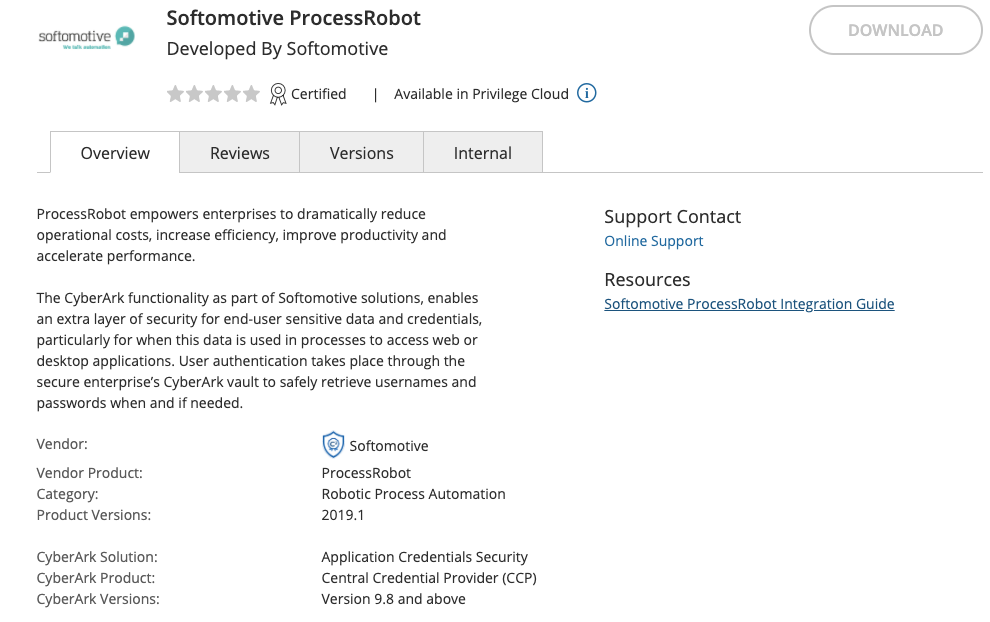 softomotive
We talk automation
Softomotive ProcessRobot
Developed By Softomotive
DOWNLOAD
Certified | Available in Privilege Cloud i
Overview Reviews Versions Internal
ProcessRobot empowers enterprises to dramatically reduce
operational costs, increase efficiency, improve productivity and
accelerate performance.
The CyberArk functionality as part of Softomotive solutions, enables
an extra layer of security for end-user sensitive data and credentials,
particularly for when this data is used in processes to access web or
desktop applications. User authentication takes place through the
secure enterprise’s CyberArk vault to safely retrieve usernames and
passwords when and if needed.
Support Contact
Online Support
Resources
Softomotive ProcessRobot Integration Guide
Vendor: Softomotive
Vendor Product: ProcessRobot
Category: Robotic Process Automation
Product Versions: 2019.1
CyberArk Solution: Application Credentials Security
CyberArk Product: Central Credential Provider (CCP)
CyberArk Versions: Version 9.8 and above